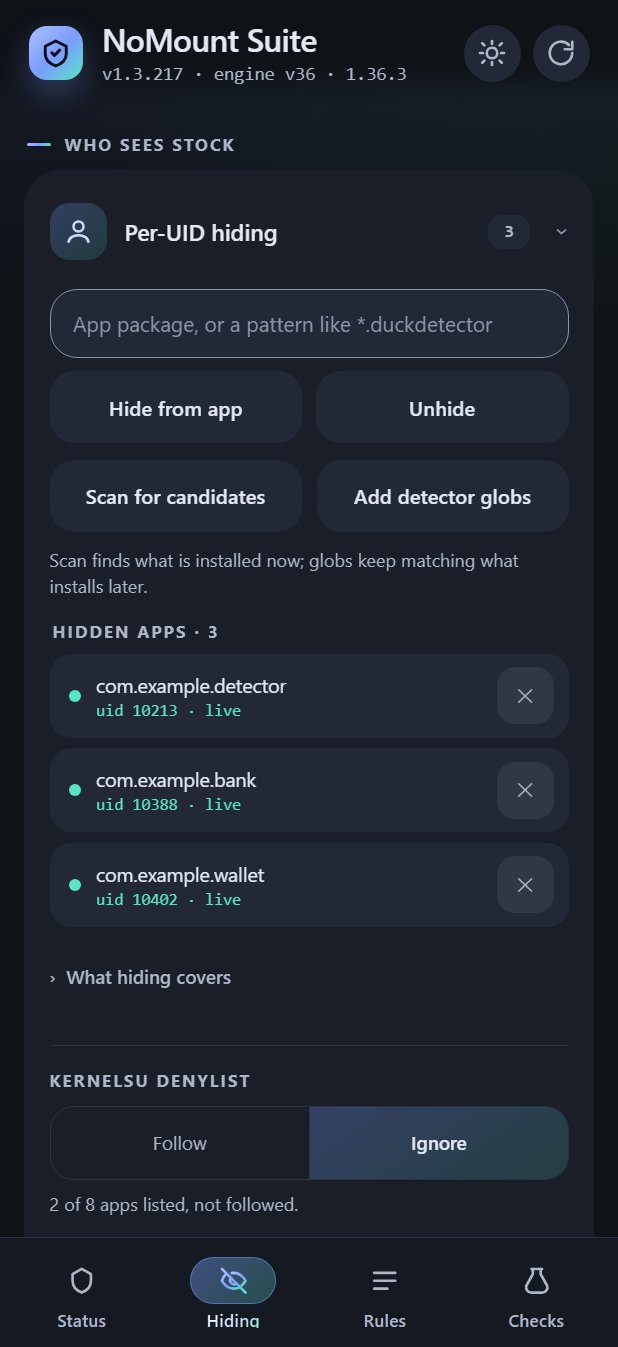 NoMount Suite
v1.3.217 · engine v36 · 1.36.3
WHO SEES STOCK
Per-UID hiding
3
App package, or a pattern like *.duckdetector
Hide from app
Unhide
Scan for candidates
Add detector globs
Scan finds what is installed now; globs keep matching what
installs later.
HIDDEN APPS · 3
com.example.detector
uid 10213 · live
com.example.bank
uid 10388 · live
com.example.wallet
uid 10402 · live
› What hiding covers
KERNELSU DENYLIST
Follow
Ignore
2 of 8 apps listed, not followed.
Status
Hiding
Rules
Checks